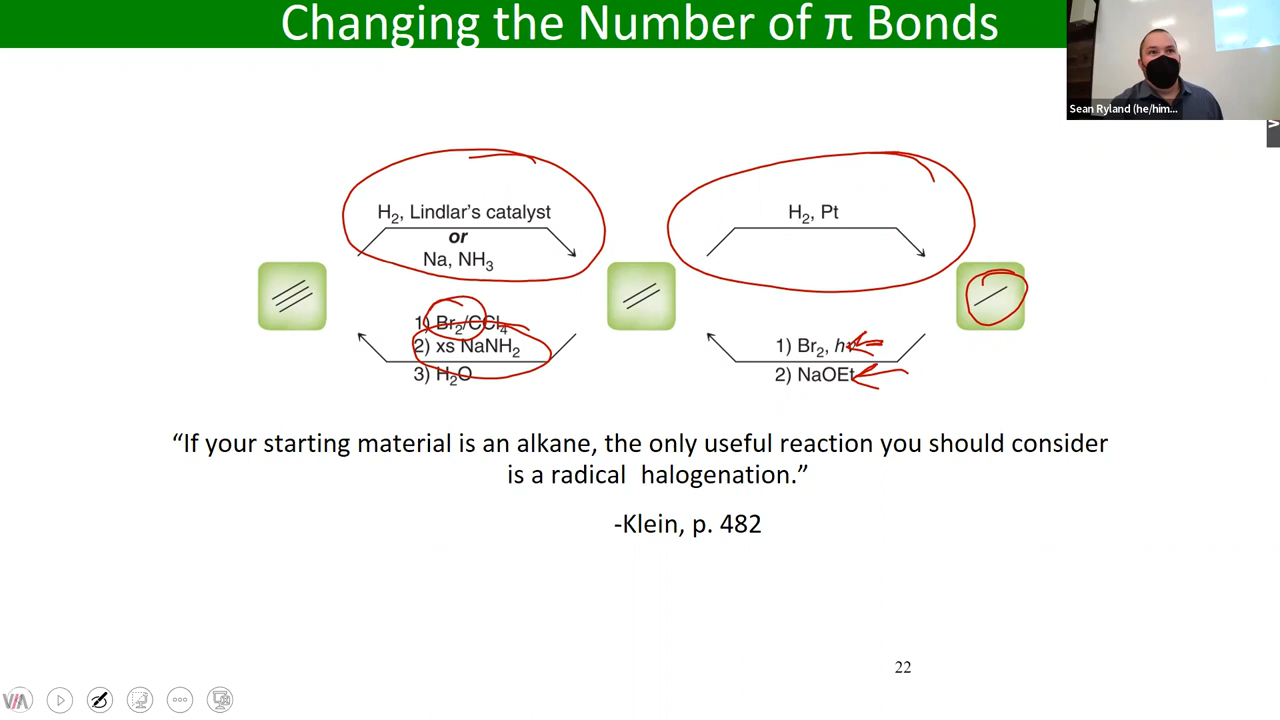 Changing the Number of π Bonds
Sean Ryland (he/him...
H₂, Lindlar's catalyst
or
Na, NH₃
H₂, Pt
1) Br₂/CCl₄
2) xs NaNH₂
3) H₂O
1) Br₂,
2) NaOEt
“If your starting material is an alkane, the only useful reaction you should consider
is a radical halogenation.”
-Klein, p. 482
22